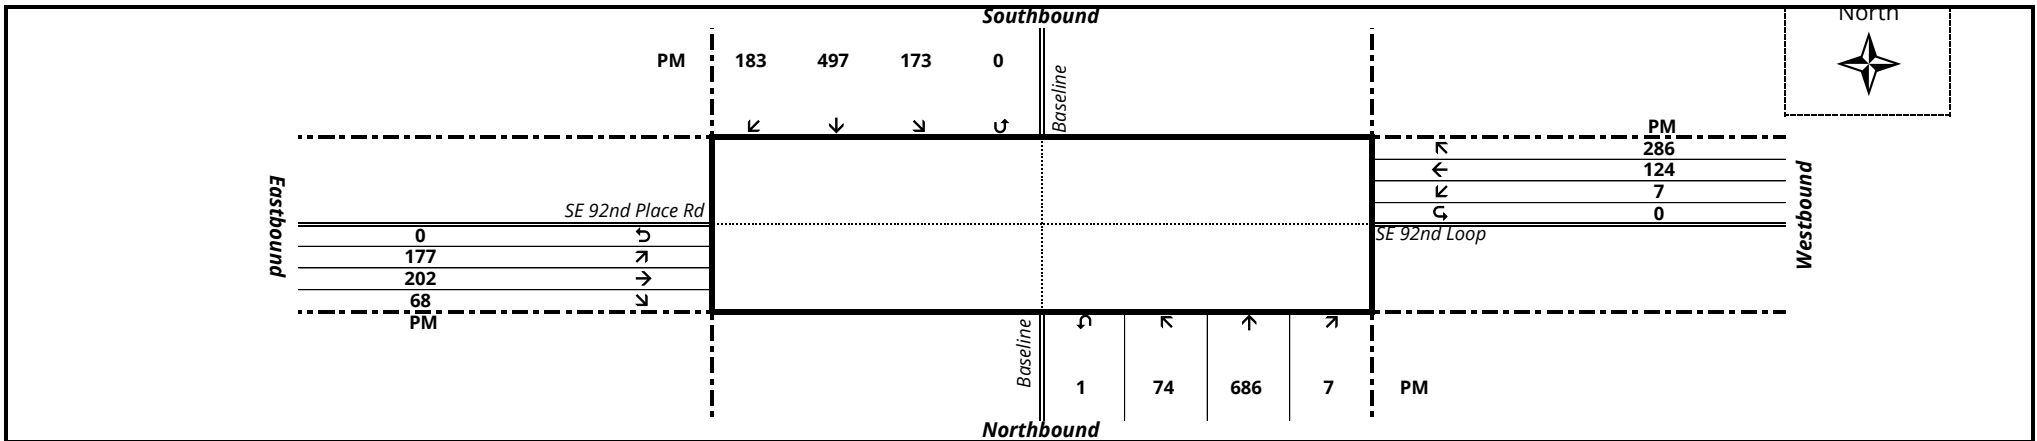 Southbound
North
PM 183 497 173 0
Baseline
PM
286
124
7
0
Eastbound
Westbound
SE 92nd Place Rd
SE 92nd Loop
0
177
202
68
PM
Baseline
1 74 686 7 PM
Northbound